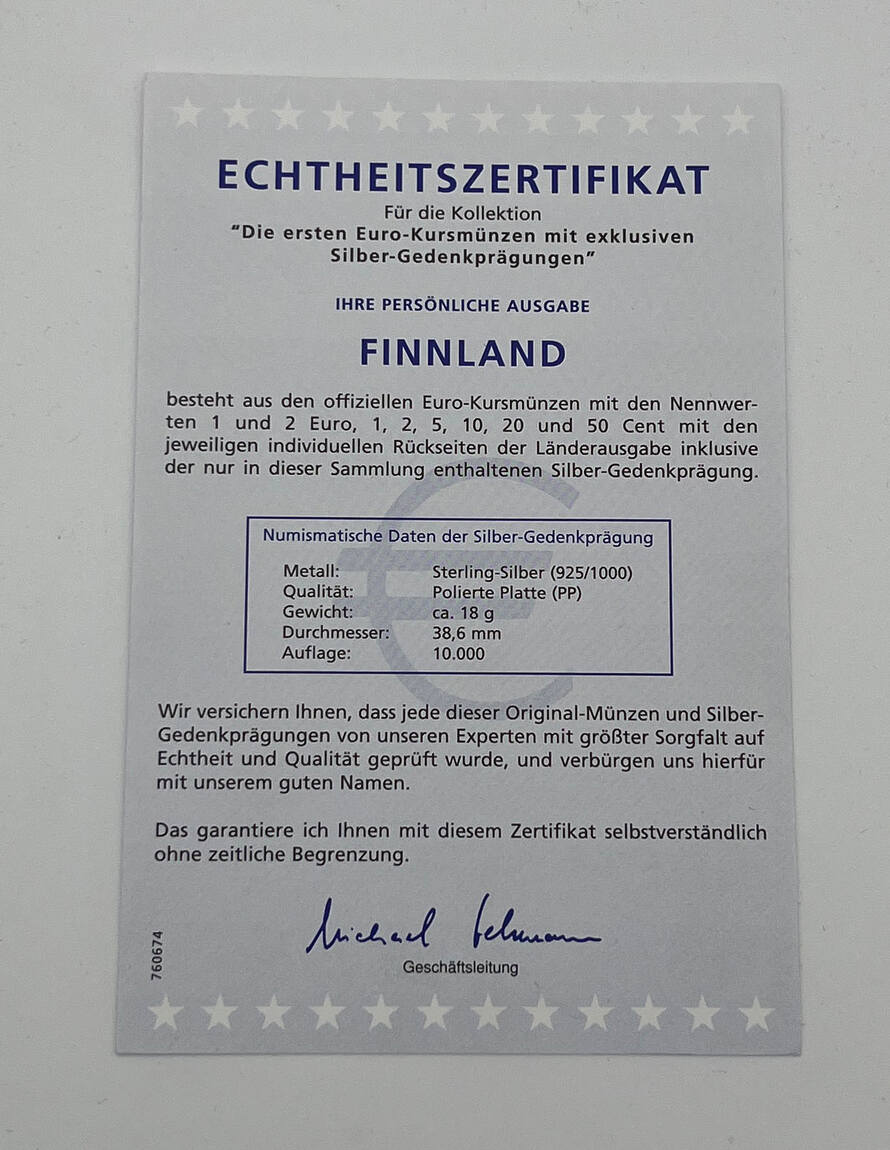 ECHTHEITSZERTIFIKAT
Für die Kollektion
“Die ersten Euro-Kursmünzen mit exklusiven
Silber-Gedenkprägungen”
IHRE PERSÖNLICHE AUSGABE
FINNLAND
besteht aus den offiziellen Euro-Kursmünzen mit den Nennwer-
ten 1 und 2 Euro, 1, 2, 5, 10, 20 und 50 Cent mit den
jeweiligen individuellen Rückseiten der Länderausgabe inklusive
der nur in dieser Sammlung enthaltenen Silber-Gedenkprägung.
Numismatische Daten der Silber-Gedenkprägung
Metall: Sterling-Silber (925/1000)
Qualität: Polierte Platte (PP)
Gewicht: ca. 18 g
Durchmesser: 38,6 mm
Auflage: 10.000
Wir versichern Ihnen, dass jede dieser Original-Münzen und Silber-
Gedenkprägungen von unseren Experten mit größter Sorgfalt auf
Echtheit und Qualität geprüft wurde, und verbürgen uns hierfür
mit unserem guten Namen.
Das garantiere ich Ihnen mit diesem Zertifikat selbstverständlich
ohne zeitliche Begrenzung.
Michael
Geschäftsleitung
760674